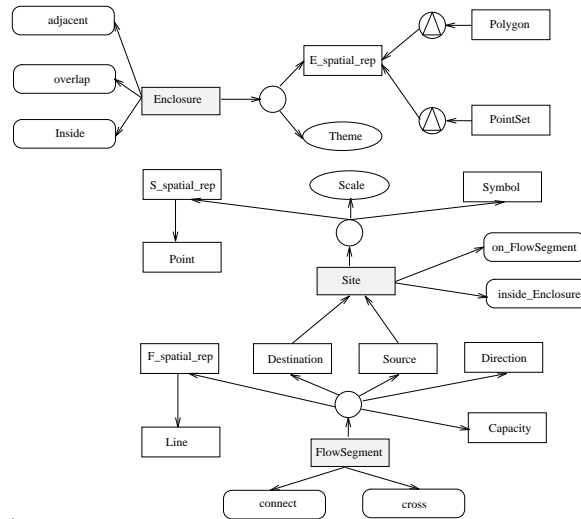 adjacent
Polygon
E_spatial_rep
overlap
Enclosure
Inside
PointSet
Theme
S_spatial_rep
Scale
Symbol
on_FlowSegment
Point
Site
inside_Enclosure
F_spatial_rep
Destination
Source
Direction
Line
Capacity
FlowSegment
connect
cross